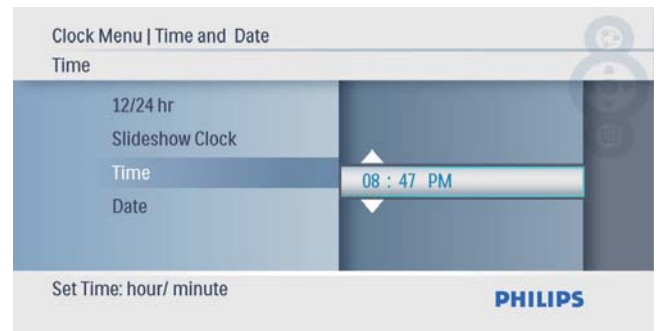 Clock Menu | Time and Date
Time
12/24 hr
Slideshow Clock
Time
08 : 47 PM
Date
Set Time: hour/ minute
PHILIPS